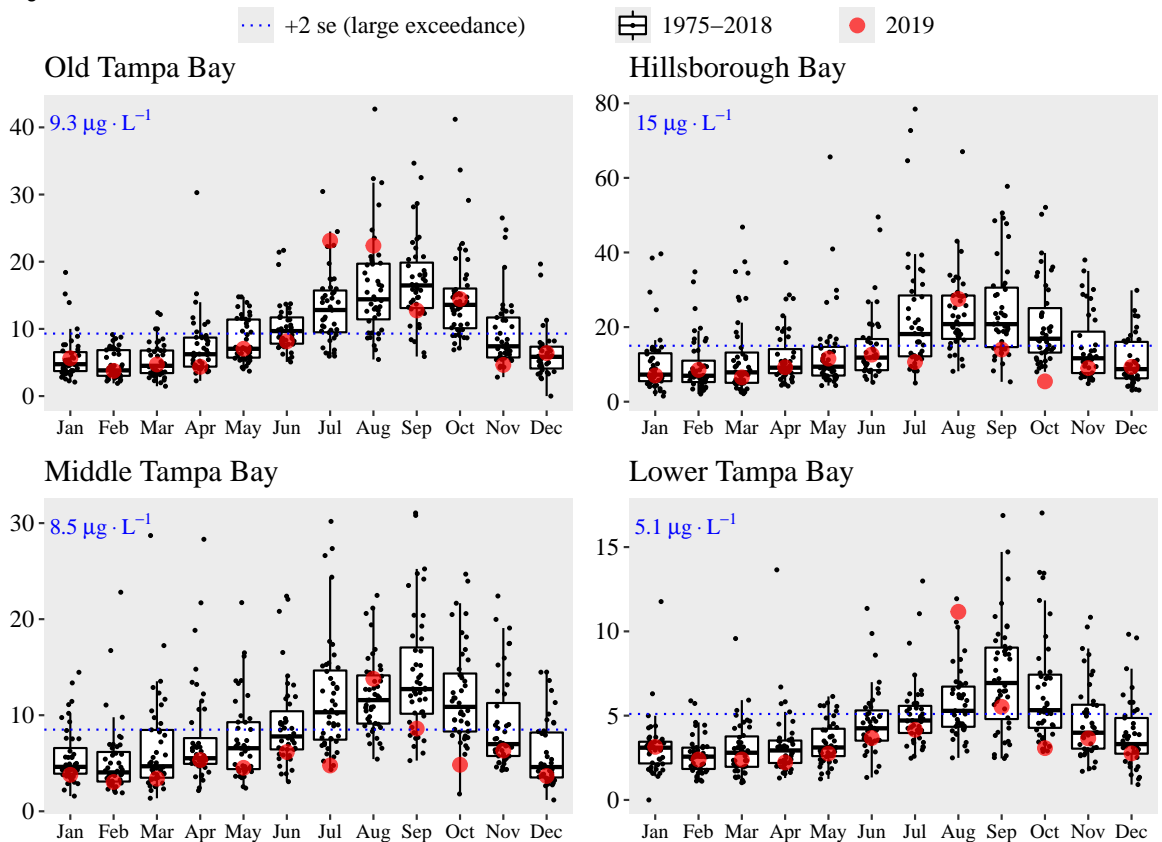 +2 se (large exceedance) 1975–2018 2019
Old Tampa Bay
9.3 µg · L⁻¹
40
30
20
10
0
Jan Feb Mar Apr May Jun Jul Aug Sep Oct Nov Dec
Hillsborough Bay
15 µg · L⁻¹
80
60
40
20
0
Jan Feb Mar Apr May Jun Jul Aug Sep Oct Nov Dec
Middle Tampa Bay
8.5 µg · L⁻¹
30
20
10
0
Jan Feb Mar Apr May Jun Jul Aug Sep Oct Nov Dec
Lower Tampa Bay
5.1 µg · L⁻¹
15
10
5
0
Jan Feb Mar Apr May Jun Jul Aug Sep Oct Nov Dec